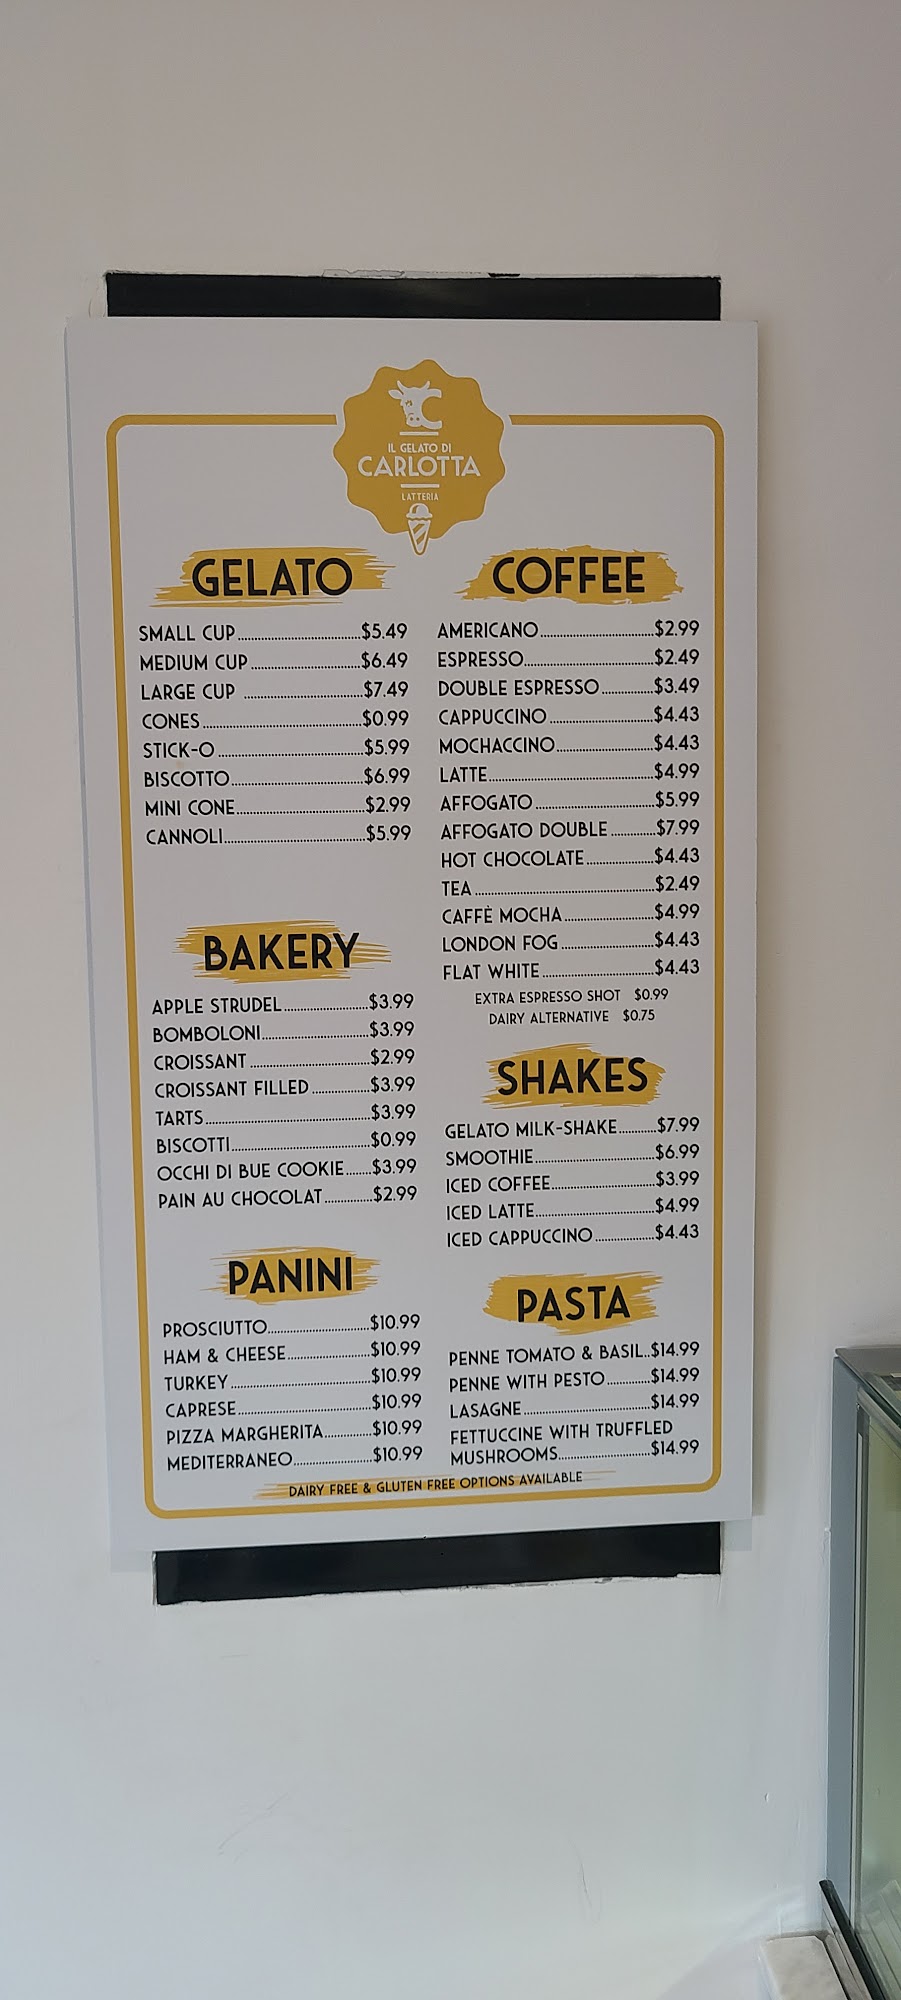 IL GELATO DI
CARLOTTA
LATTERIA
GELATO
SMALL CUP $5.49
MEDIUM CUP $6.49
LARGE CUP $7.49
CONES $0.99
STICK-O $5.99
BISCOTTO $6.99
MINI CONE $2.99
CANNOLI $5.99
BAKERY
APPLE STRUDEL $3.99
BOMBOLONI $3.99
CROISSANT $2.99
CROISSANT FILLED $3.99
TARTS $3.99
BISCOTTI $0.99
OCCHI DI BUE COOKIE $3.99
PAIN AU CHOCOLAT $2.99
PANINI
PROSCIUTTO $10.99
HAM & CHEESE $10.99
TURKEY $10.99
CAPRESE $10.99
PIZZA MARGHERITA $10.99
MEDITERRANEO $10.99
COFFEE
AMERICANO $2.99
ESPRESSO $2.49
DOUBLE ESPRESSO $3.49
CAPPUCCINO $4.43
MOCHACCINO $4.43
LATTE $4.99
AFFOGATO $5.99
AFFOGATO DOUBLE $7.99
HOT CHOCOLATE $4.43
TEA $2.49
CAFFÈ MOCHA $4.99
LONDON FOG $4.43
FLAT WHITE $4.43
EXTRA ESPRESSO SHOT $0.99
DAIRY ALTERNATIVE $0.75
SHAKES
GELATO MILK-SHAKE $7.99
SMOOTHIE $6.99
ICED COFFEE $3.99
ICED LATTE $4.99
ICED CAPPUCCINO $4.43
PASTA
PENNE TOMATO & BASIL $14.99
PENNE WITH PESTO $14.99
LASAGNE $14.99
FETTUCCINE WITH TRUFFLED
MUSHROOMS $14.99
DAIRY FREE & GLUTEN FREE OPTIONS AVAILABLE